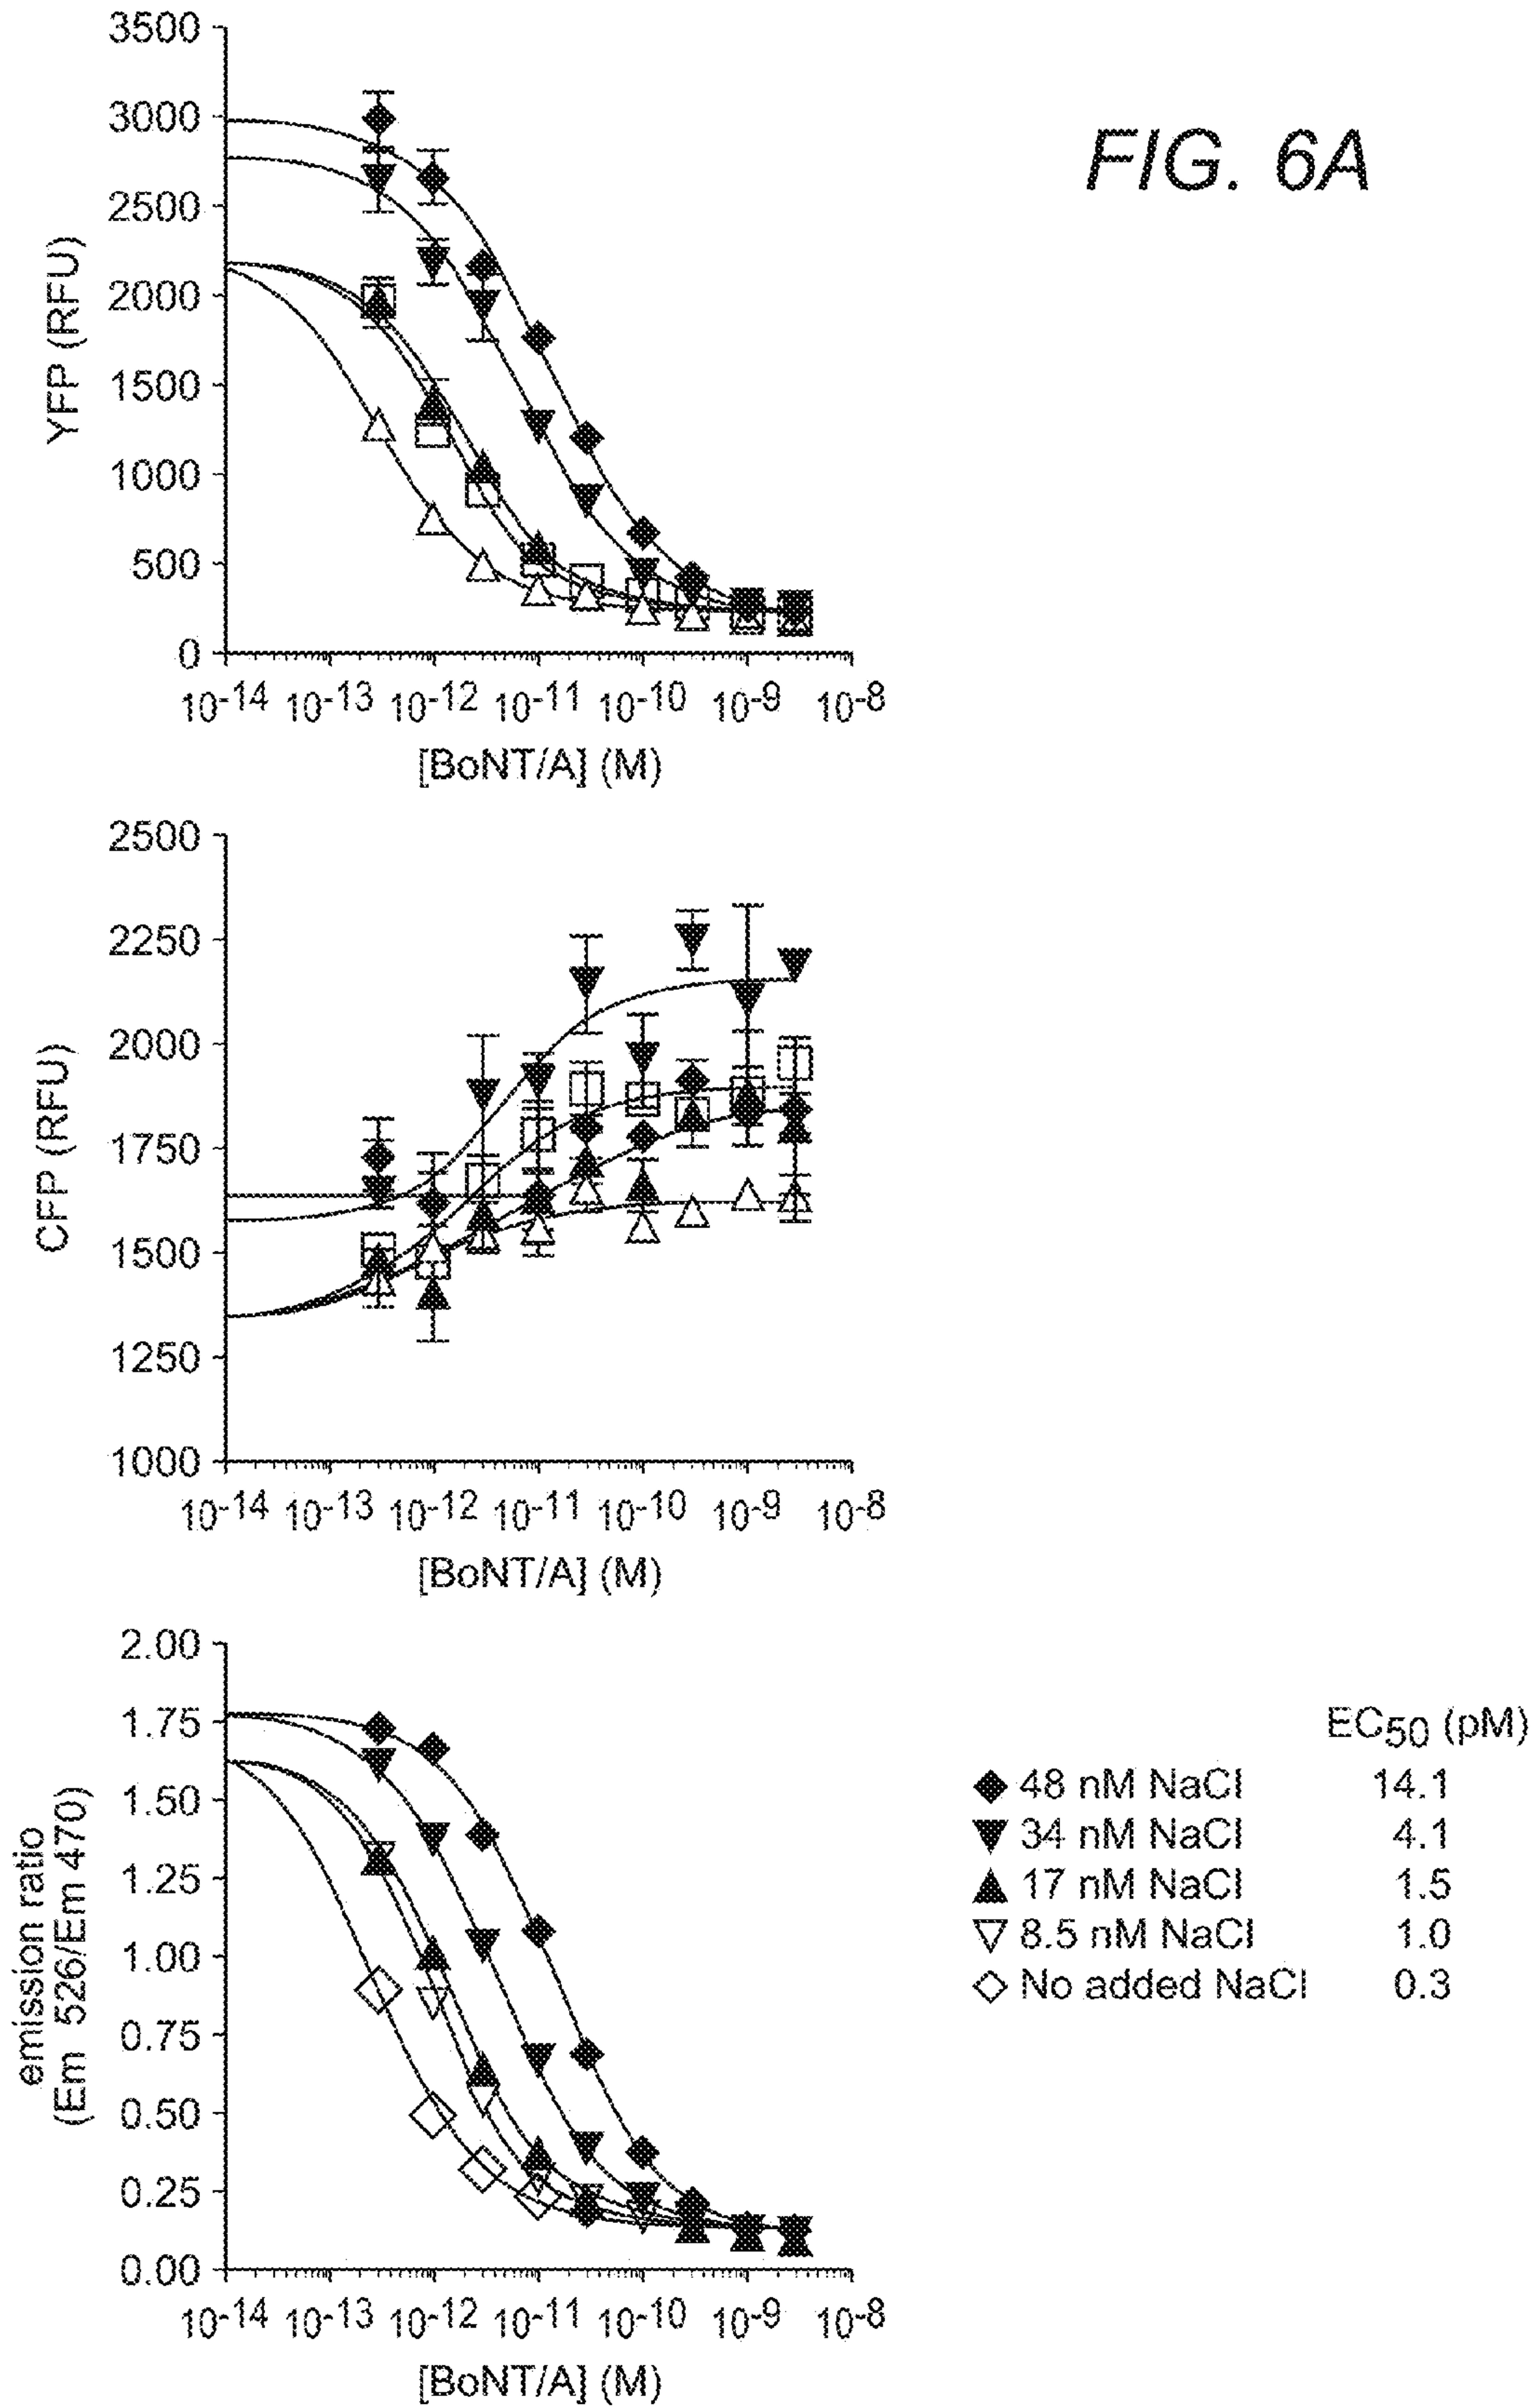 FIG. 6A
3500
3000
2500
2000
1500
1000
500
0
YFP (RFU)
10-14 10-13 10-12 10-11 10-10 10-9 10-8
[BoNT/A] (M)
2500
2250
2000
1750
1500
1250
1000
CFP (RFU)
10-14 10-13 10-12 10-11 10-10 10-9 10-8
[BoNT/A] (M)
2.00
1.75
1.50
1.25
1.00
0.75
0.50
0.25
0.00
emission ratio
(Em 526/Em 470)
10-14 10-13 10-12 10-11 10-10 10-9 10-8
[BoNT/A] (M)
EC50 (pM)
48 nM NaCl 14.1
34 nM NaCl 4.1
17 nM NaCl 1.5
8.5 nM NaCl 1.0
No added NaCl 0.3